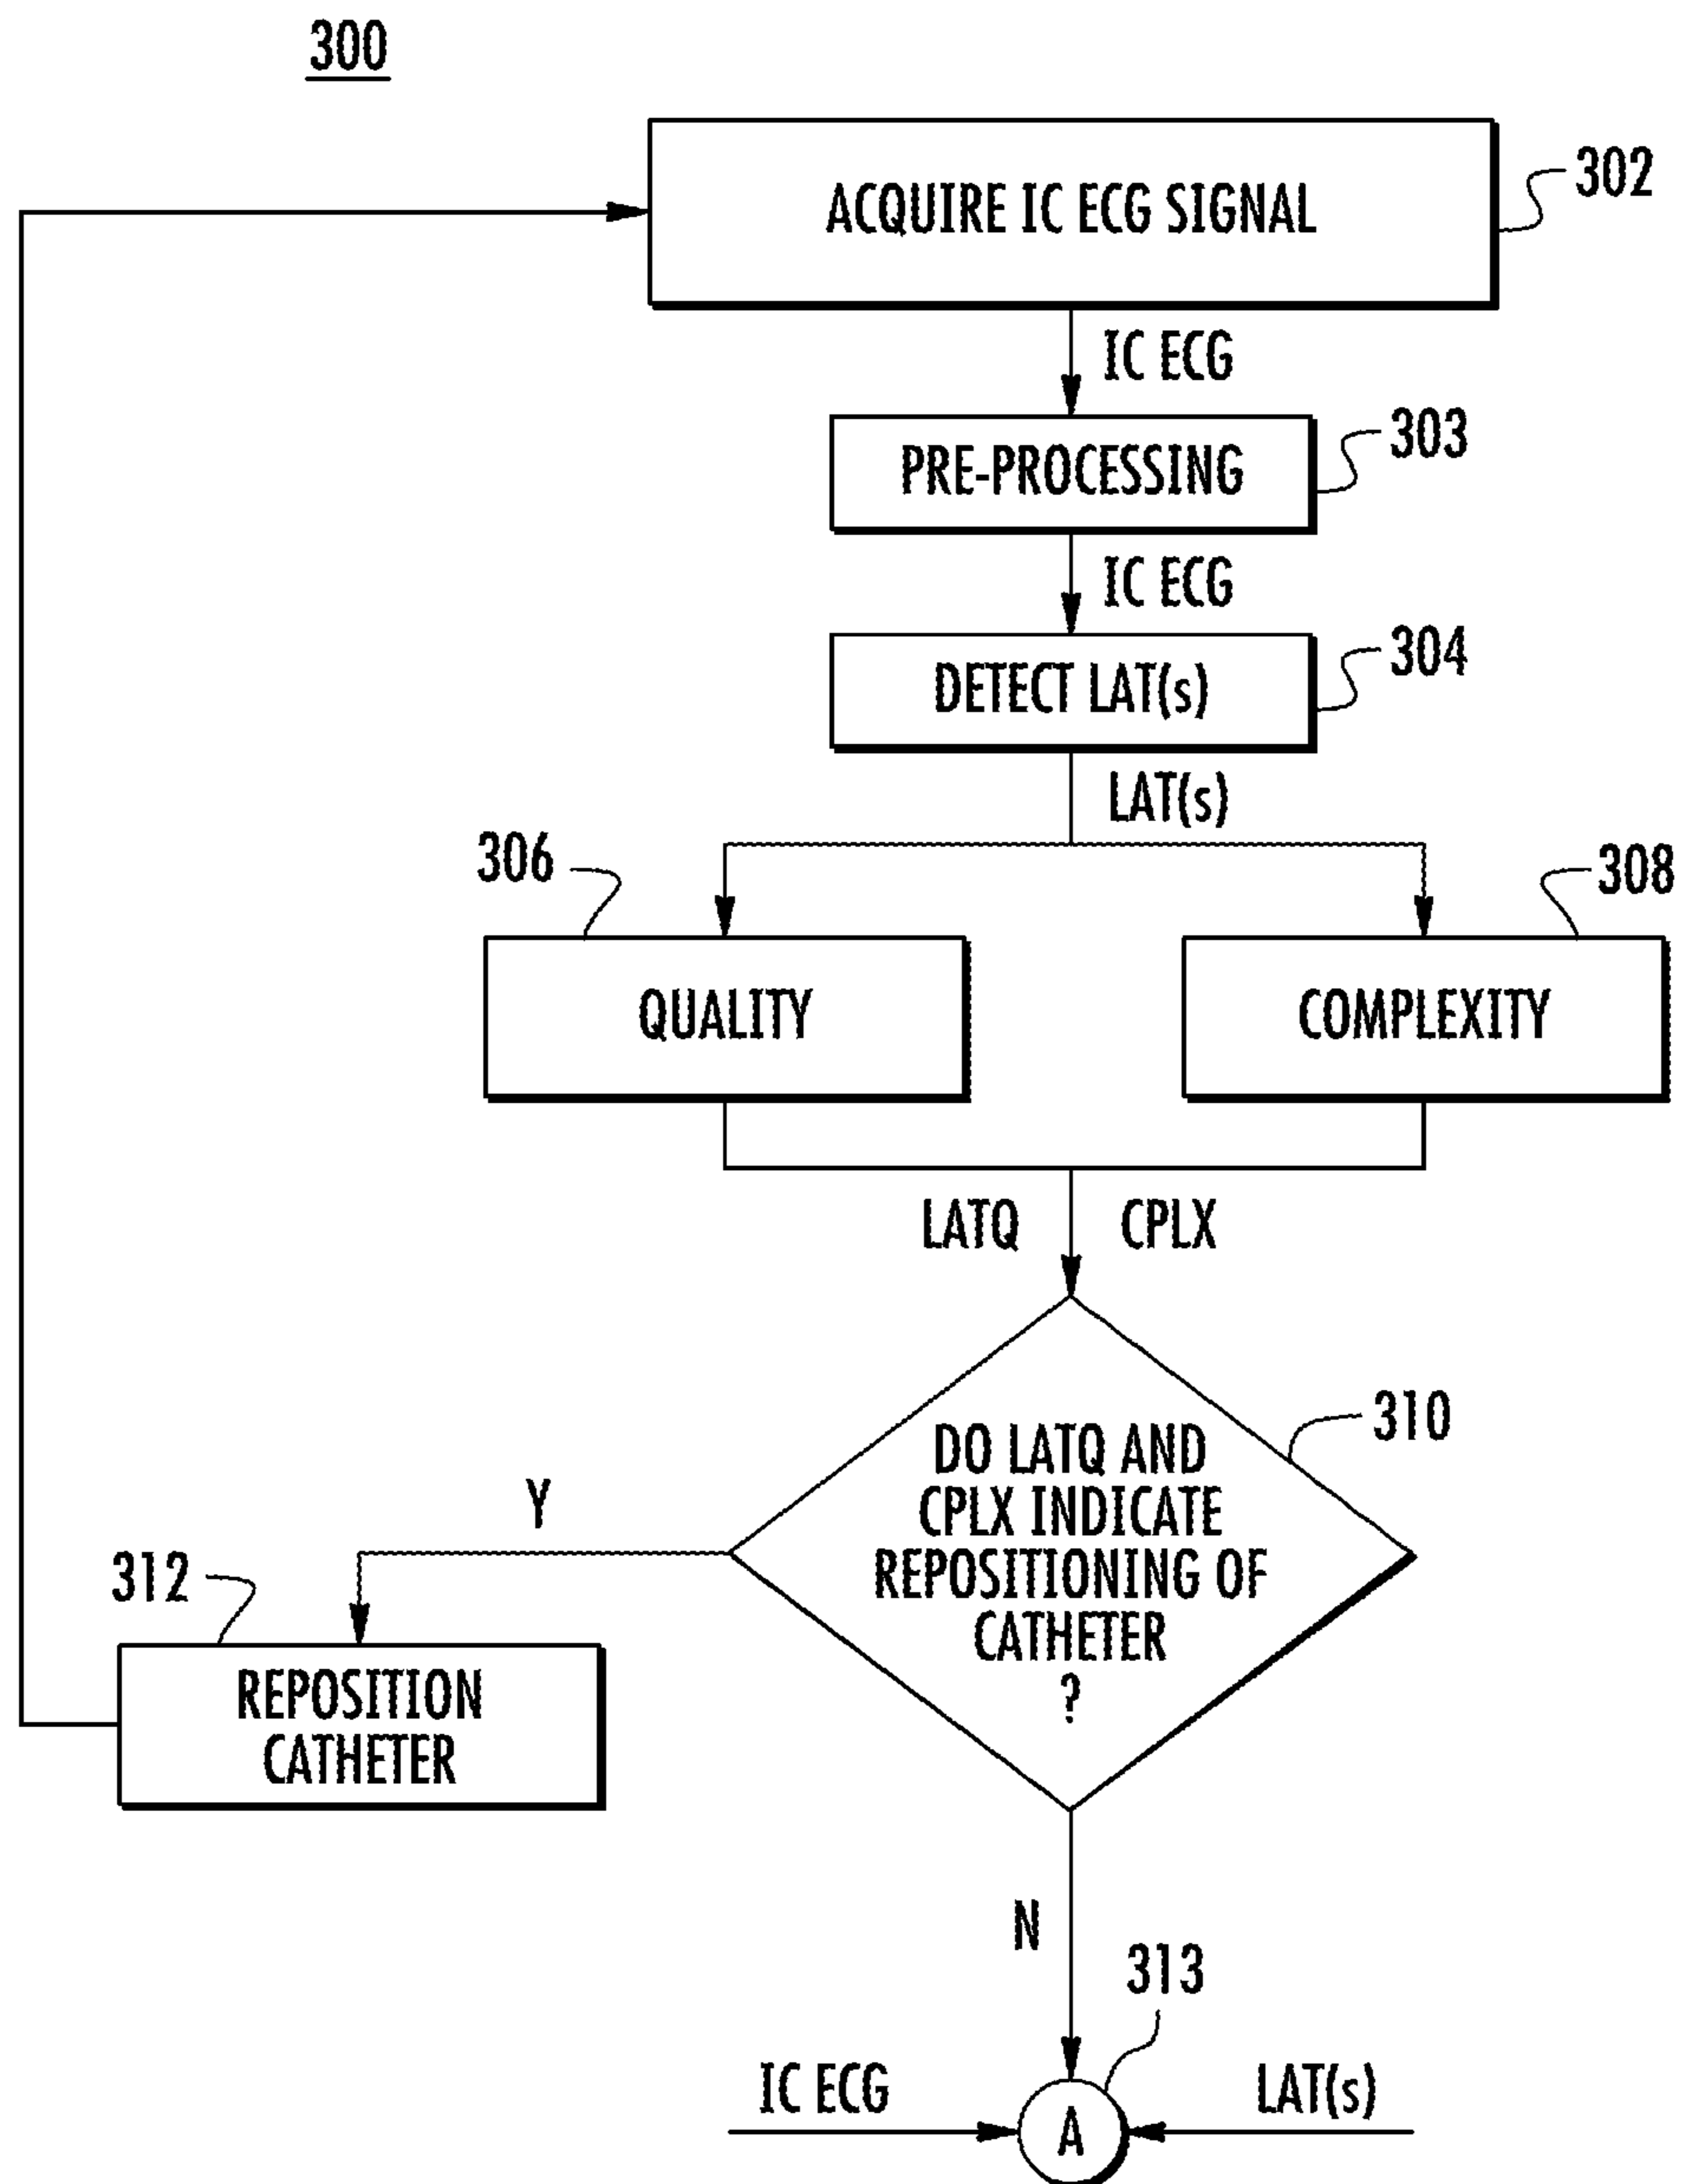 300
ACQUIRE IC ECG SIGNAL
302
IC ECG
PRE-PROCESSING
303
IC ECG
DETECT LAT(s)
304
LAT(s)
306
308
QUALITY
COMPLEXITY
LATQ
CPLX
DO LATQ AND
CPLX INDICATE
REPOSITIONING OF
CATHETER
?
310
Y
312
REPOSITION
CATHETER
N
313
IC ECG
A
LAT(s)